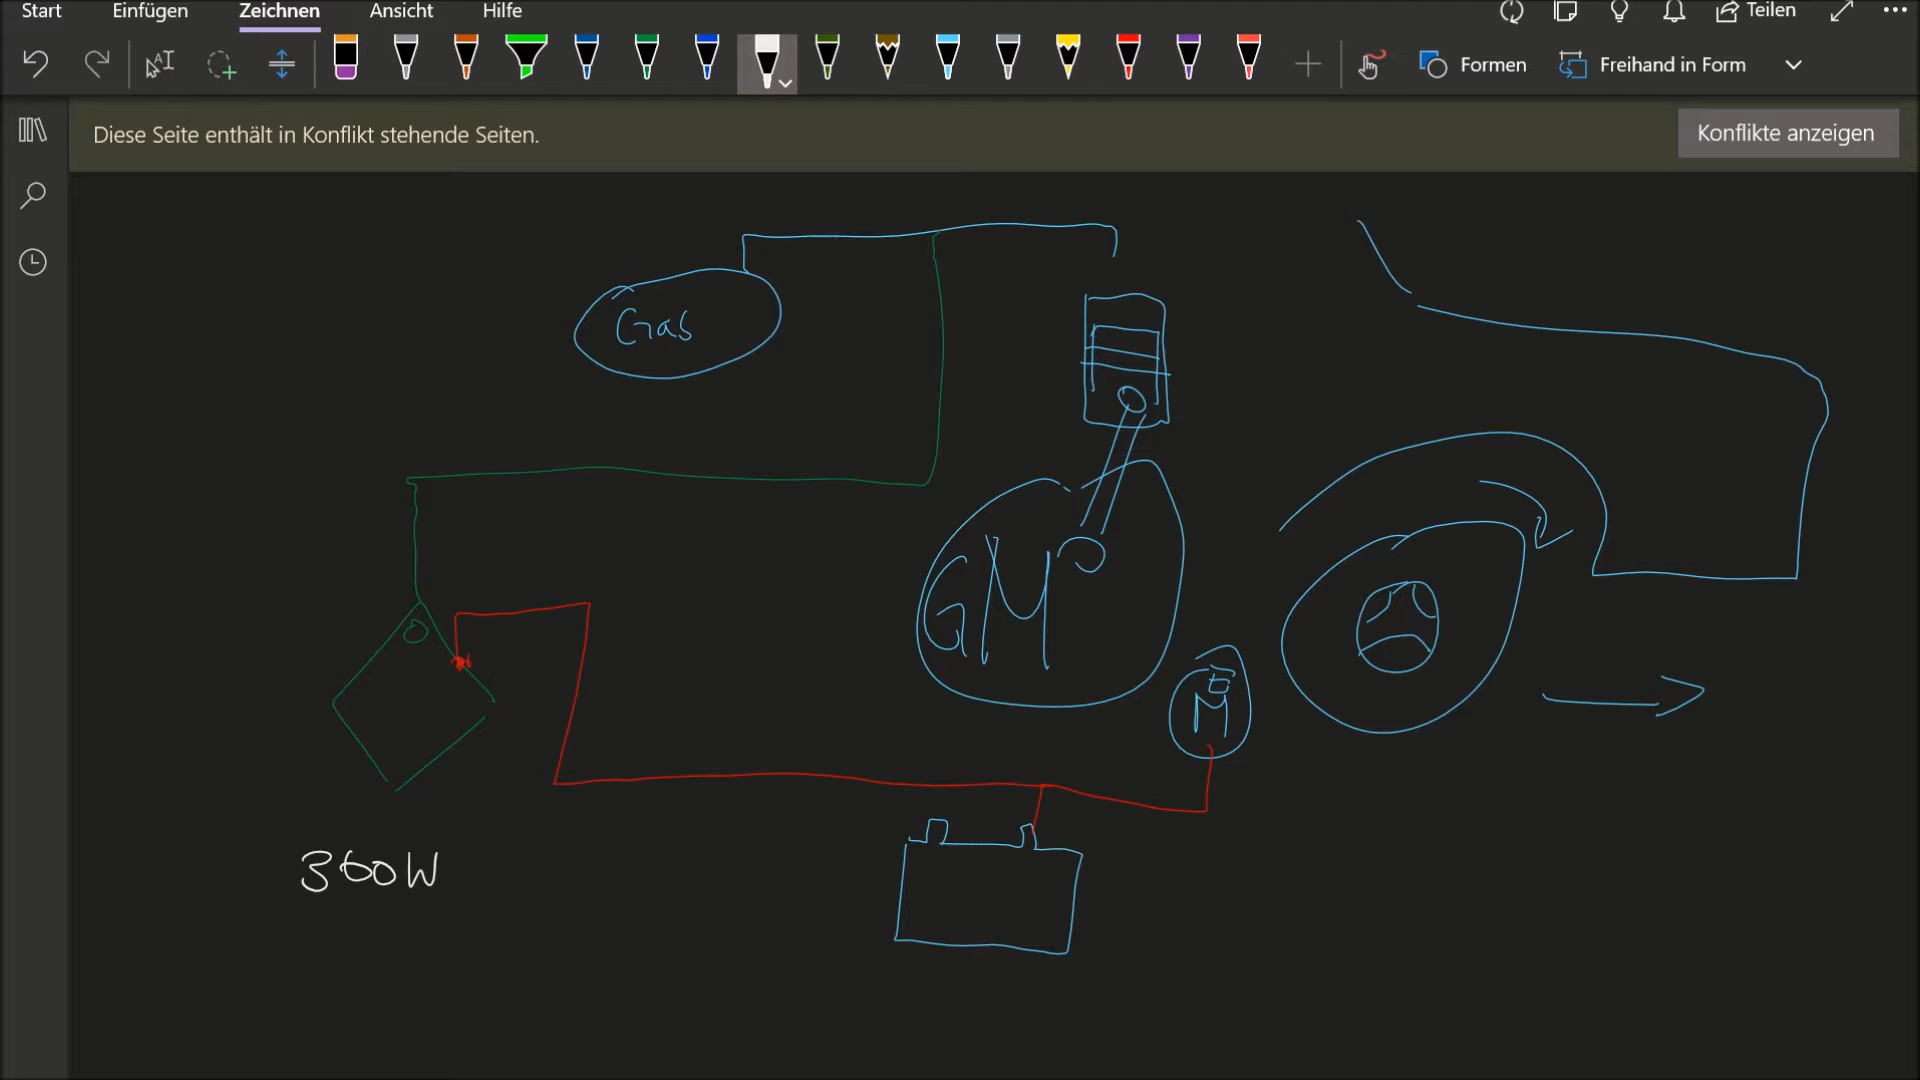 Start Einfügen Zeichnen Ansicht Hilfe Teilen
Formen Freihand in Form
Diese Seite enthält in Konflikt stehende Seiten. Konflikte anzeigen
Gas
GM
M
360W